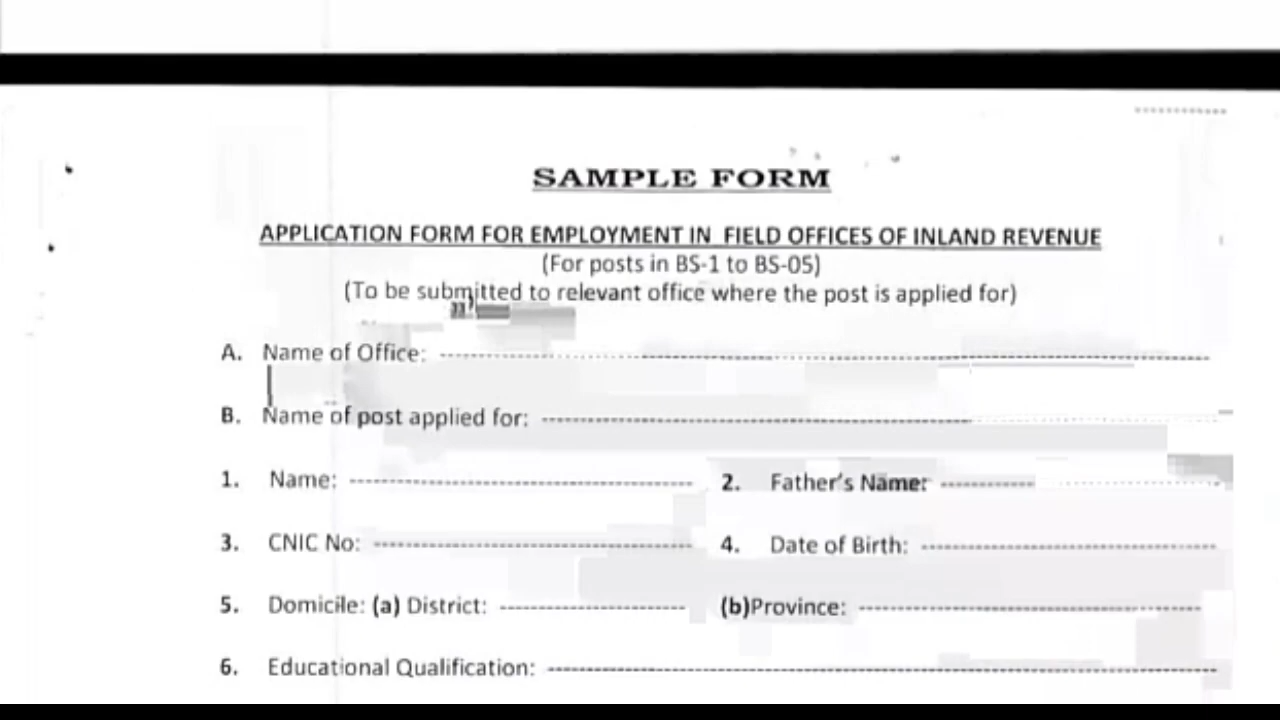 SAMPLE FORM
APPLICATION FORM FOR EMPLOYMENT IN FIELD OFFICES OF INLAND REVENUE
(For posts in BS-1 to BS-05)
(To be submitted to relevant office where the post is applied for)
A. Name of Office:
B. Name of post applied for:
1. Name: 2. Father's Name:
3. CNIC No: 4. Date of Birth:
5. Domicile: (a) District: (b)Province:
6. Educational Qualification: